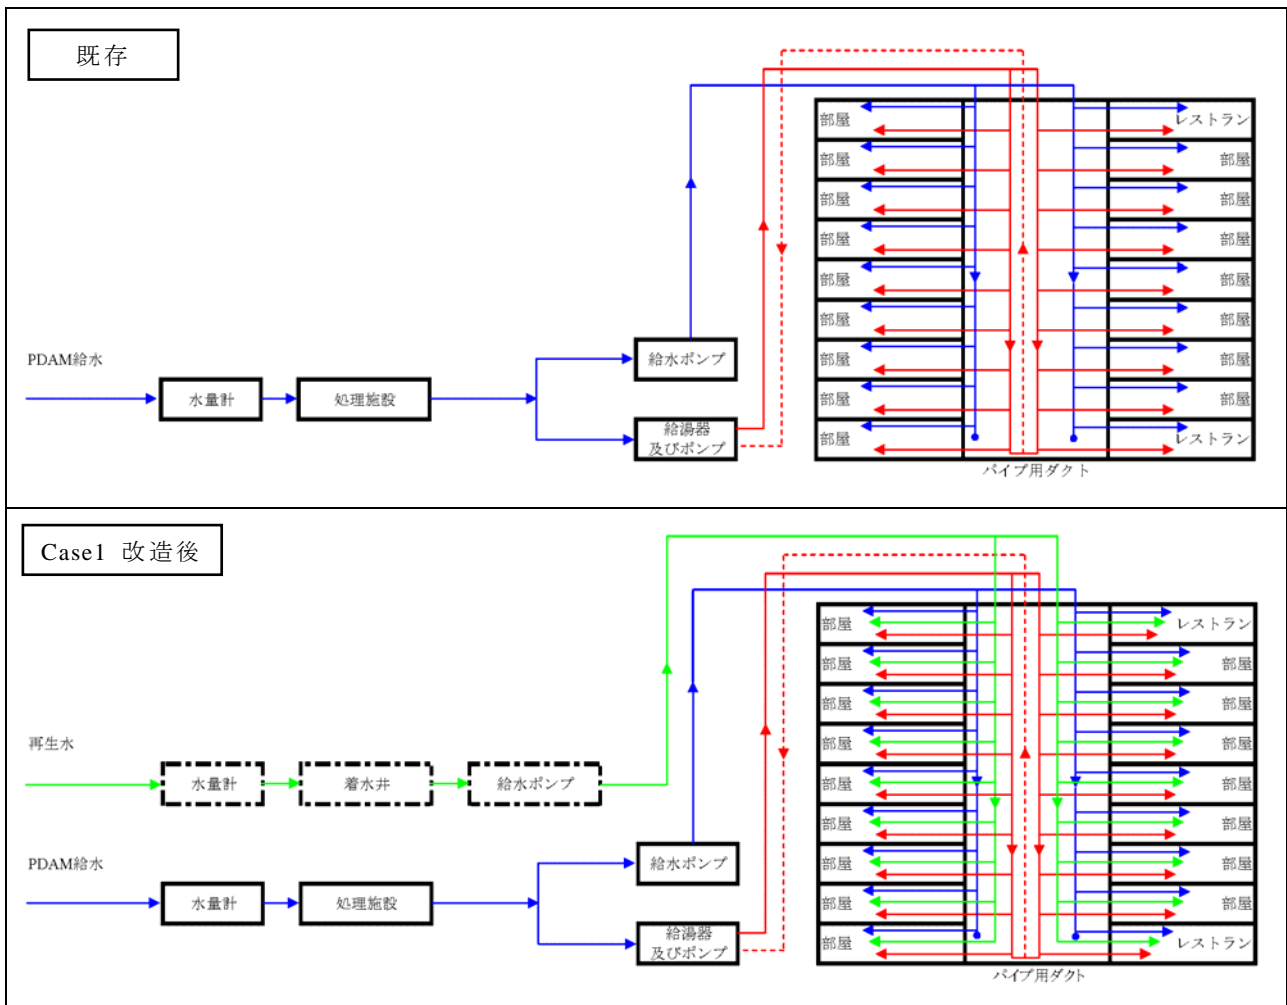 既存
部屋
レストラン
部屋
部屋
部屋
部屋
部屋
部屋
部屋
部屋
部屋
部屋
PDAM給水
給水ポンプ
部屋
部屋
水量計
処理施設
部屋
部屋
給湯器
及びポンプ
部屋
レストラン
パイプ用ダクト
Case1 改造後
部屋
レストラン
部屋
部屋
部屋
部屋
再生水
部屋
部屋
水量計
着水井
給水ポンプ
部屋
部屋
部屋
部屋
PDAM給水
給水ポンプ
部屋
部屋
水量計
処理施設
部屋
部屋
給湯器
及びポンプ
部屋
レストラン
パイプ用ダクト